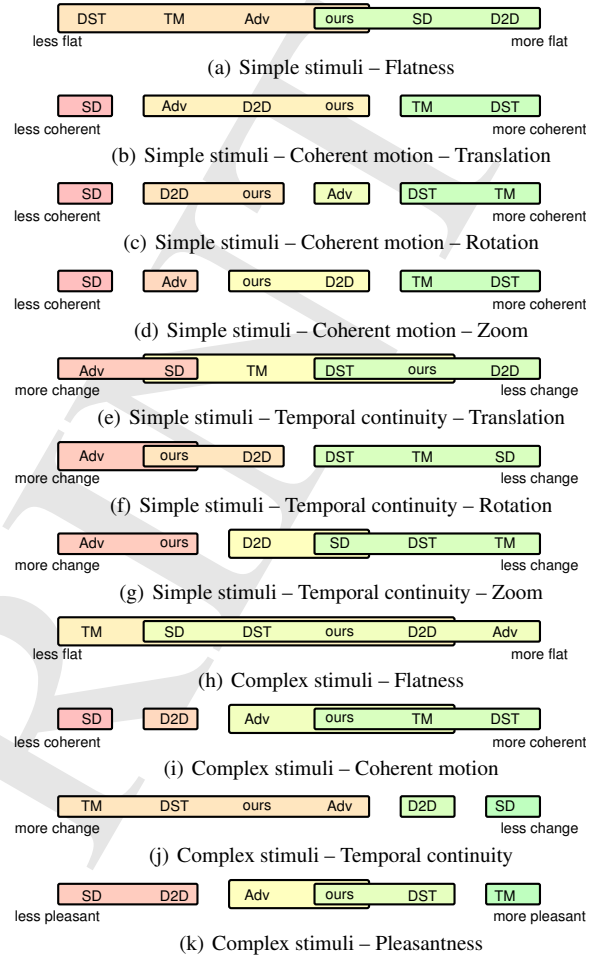 DST TM Adv ours SD D2D
less flat more flat
(a) Simple stimuli – Flatness
SD Adv D2D ours TM DST
less coherent more coherent
(b) Simple stimuli – Coherent motion – Translation
SD D2D ours Adv DST TM
less coherent more coherent
(c) Simple stimuli – Coherent motion – Rotation
SD Adv ours D2D TM DST
less coherent more coherent
(d) Simple stimuli – Coherent motion – Zoom
Adv SD TM DST ours D2D
more change less change
(e) Simple stimuli – Temporal continuity – Translation
Adv ours D2D DST TM SD
more change less change
(f) Simple stimuli – Temporal continuity – Rotation
Adv ours D2D SD DST TM
more change less change
(g) Simple stimuli – Temporal continuity – Zoom
TM SD DST ours D2D Adv
less flat more flat
(h) Complex stimuli – Flatness
SD D2D Adv ours TM DST
less coherent more coherent
(i) Complex stimuli – Coherent motion
TM DST ours Adv D2D SD
more change less change
(j) Complex stimuli – Temporal continuity
SD D2D Adv ours DST TM
less pleasant more pleasant
(k) Complex stimuli – Pleasantness